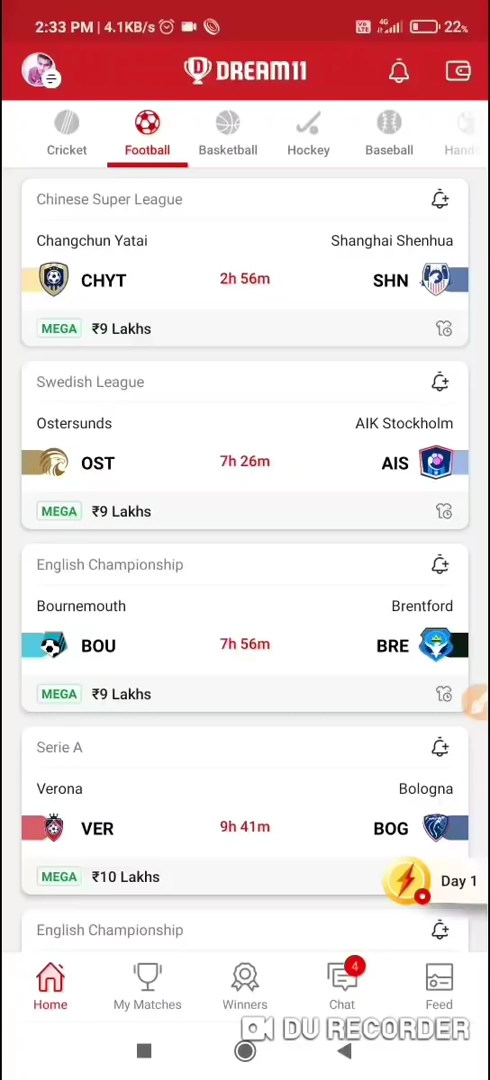 2:33 PM | 4.1KB/s
4G
22%
DREAM11
Cricket
Football
Basketball
Hockey
Baseball
Hand
Chinese Super League
Changchun Yatai
Shanghai Shenhua
CHYT
2h 56m
SHN
MEGA ₹9 Lakhs
Swedish League
Ostersunds
AIK Stockholm
OST
7h 26m
AIS
MEGA ₹9 Lakhs
English Championship
Bournemouth
Brentford
BOU
7h 56m
BRE
MEGA ₹9 Lakhs
Serie A
Verona
Bologna
VER
9h 41m
BOG
MEGA ₹10 Lakhs
Day 1
English Championship
4
Home
My Matches
Winners
Chat
Feed
DU RECORDER